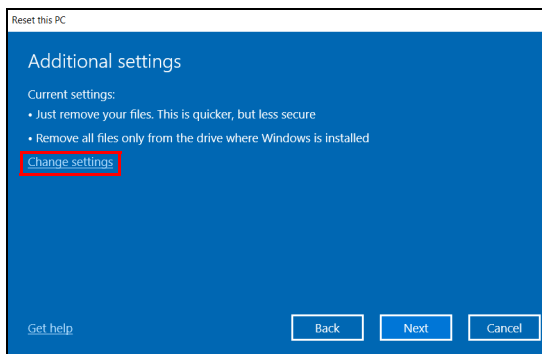 Reset this PC
Additional settings
Current settings:
• Just remove your files. This is quicker, but less secure
• Remove all files only from the drive where Windows is installed
Change settings
Get help
Back
Next
Cancel